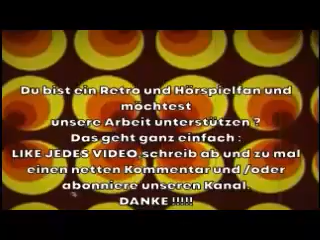 Du bist ein Retro und Hörspielfan und
möchtest
unsere Arbeit unterstützen ?
Das geht ganz einfach :
LIKE JEDES VIDEO, schreib ab und zu mal
einen netten Kommentar und /oder
abonniere unseren Kanal.
DANKE !!!!!